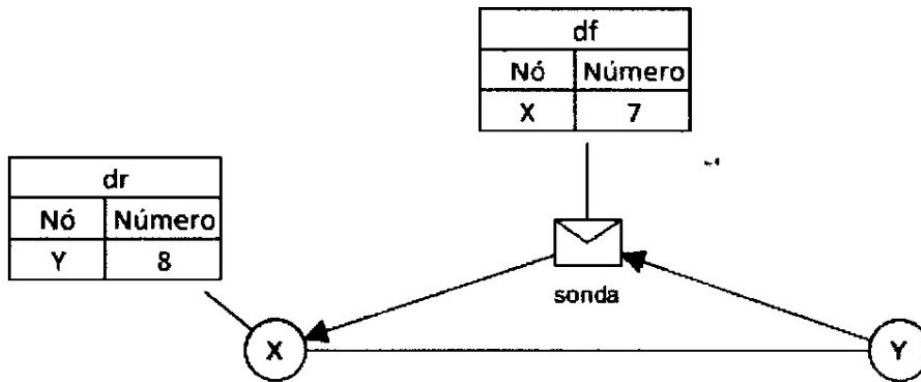 df
Nó Número
X 7
dr
Nó Número
Y 8
sonda
X
Y